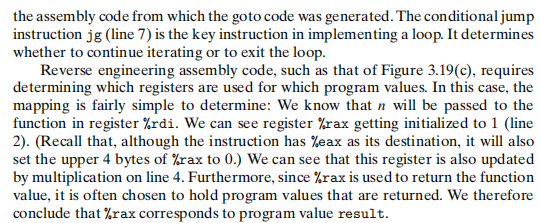 the assembly code from which the goto code was generated. The conditional jump
instruction jg (line 7) is the key instruction in implementing a loop. It determines
whether to continue iterating or to exit the loop.
Reverse engineering assembly code, such as that of Figure 3.19(c), requires
determining which registers are used for which program values. In this case, the
mapping is fairly simple to determine: We know that n will be passed to the
function in register %rdi. We can see register %rax getting initialized to 1 (line
2). (Recall that, although the instruction has %eax as its destination, it will also
set the upper 4 bytes of %rax to 0.) We can see that this register is also updated
by multiplication on line 4. Furthermore, since %rax is used to return the function
value, it is often chosen to hold program values that are returned. We therefore
conclude that %rax corresponds to program value result.